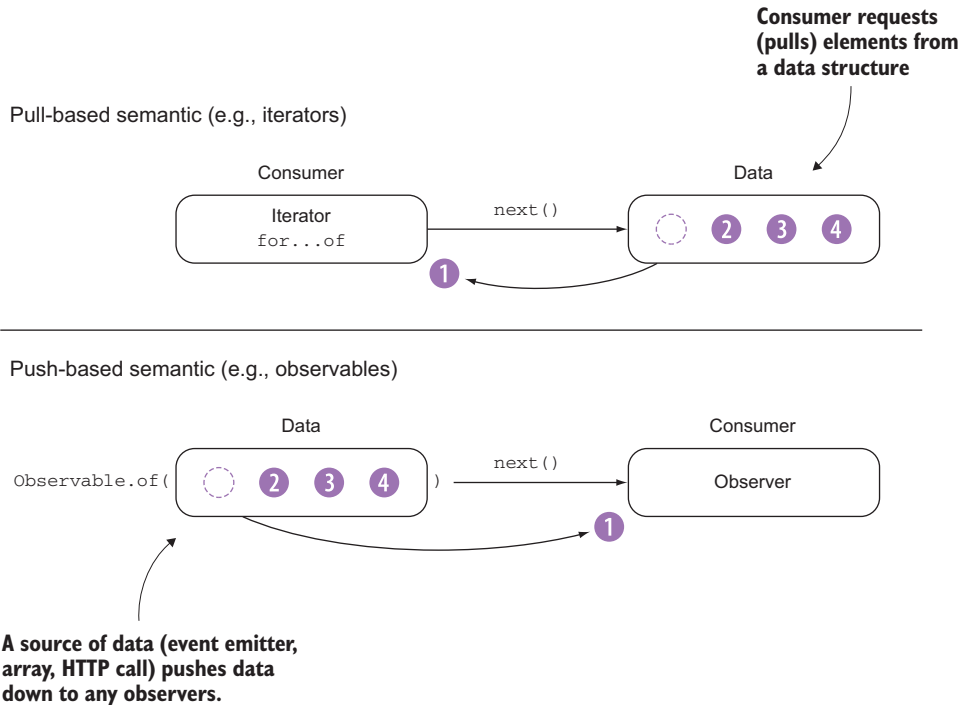 Consumer requests
(pulls) elements from
a data structure
Pull-based semantic (e.g., iterators)
Consumer
Data
Iterator
for...of
next()
2 3 4
1
Push-based semantic (e.g., observables)
Data
Consumer
Observable.of(
2 3 4
)
next()
Observer
1
A source of data (event emitter,
array, HTTP call) pushes data
down to any observers.